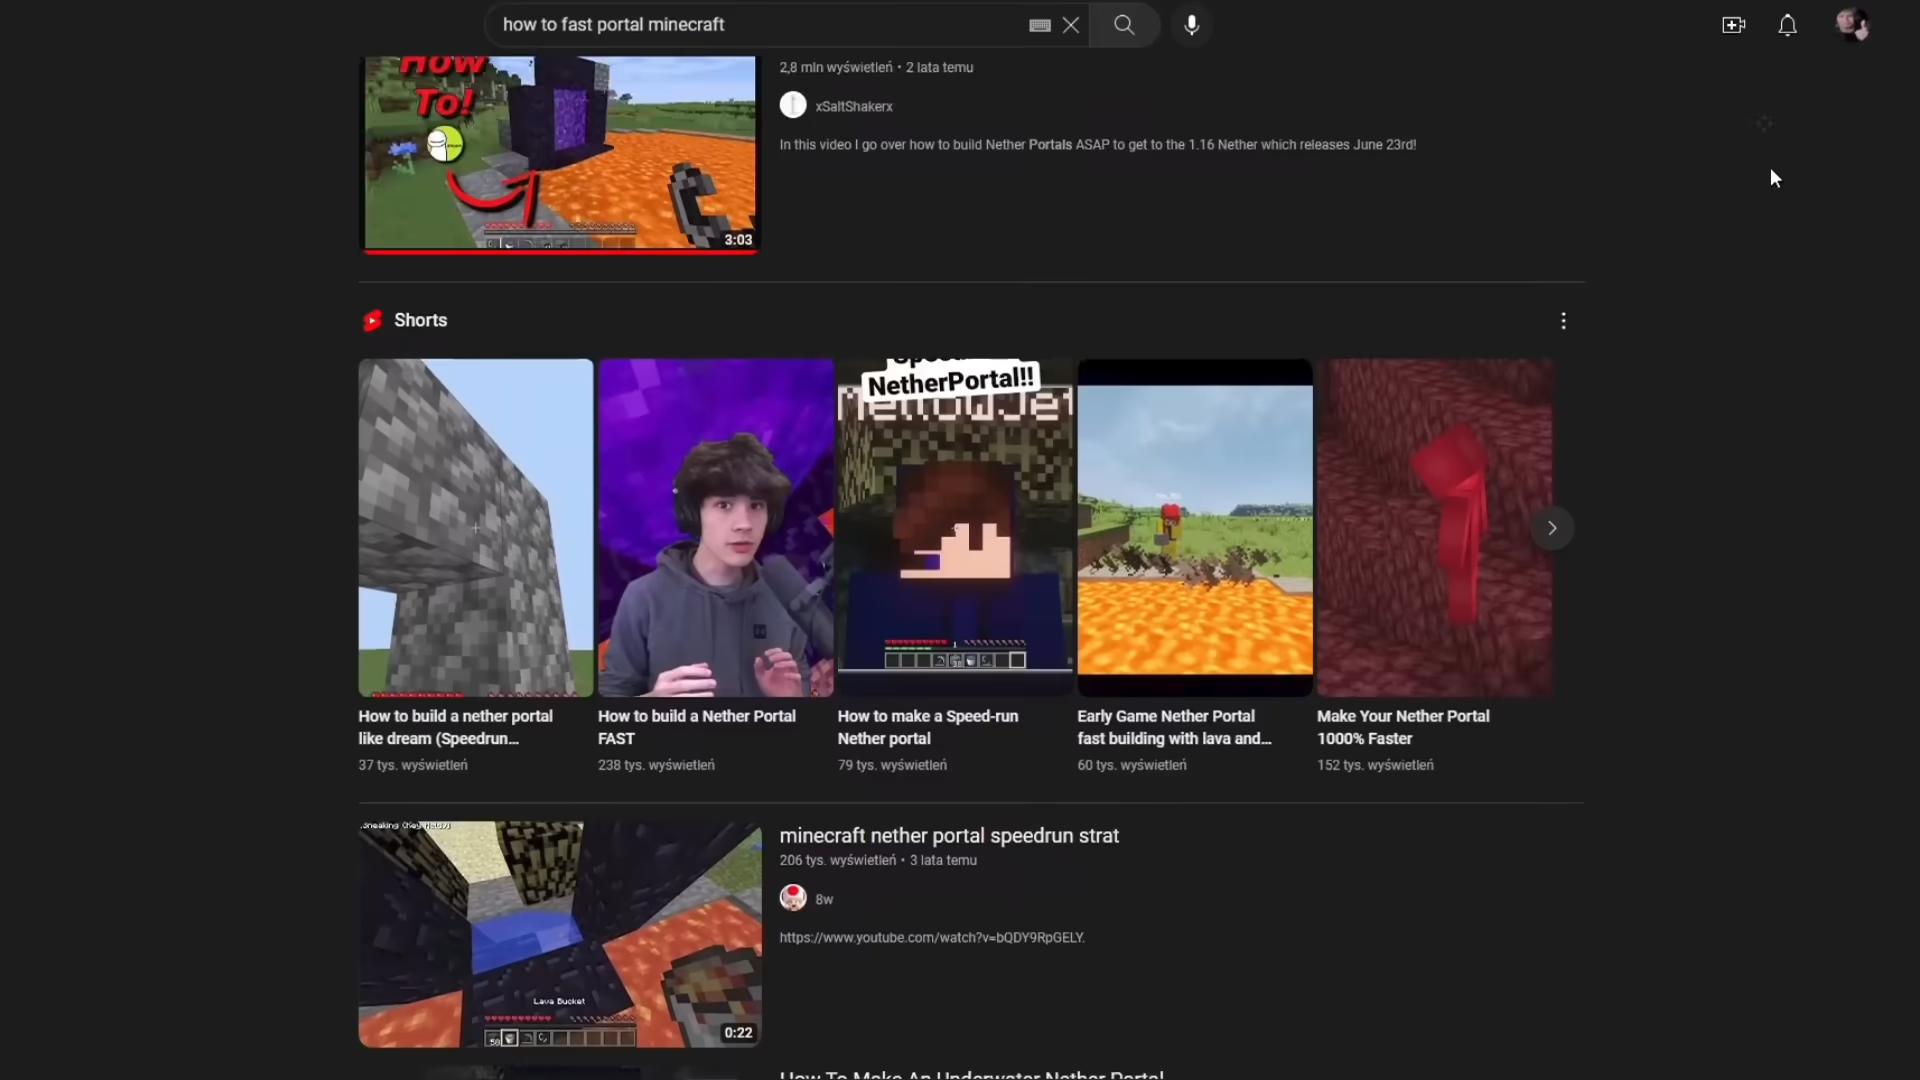 how to fast portal minecraft
How
To!
3:03
2,8 mln wyświetleń • 2 lata temu
xSaltShakerx
In this video I go over how to build Nether Portals ASAP to get to the 1.16 Nether which releases June 23rd!
Shorts
NetherPortal!!
How to build a nether portal
like dream (Speedrun...
37 tys. wyświetleń
How to build a Nether Portal
FAST
238 tys. wyświetleń
How to make a Speed-run
Nether portal
79 tys. wyświetleń
Early Game Nether Portal
fast building with lava and...
60 tys. wyświetleń
Make Your Nether Portal
1000% Faster
152 tys. wyświetleń
Lava Bucket
0:22
minecraft nether portal speedrun strat
206 tys. wyświetleń • 3 lata temu
8w
https://www.youtube.com/watch?v=bQDY9RpGELY.
How To Make An Underwater Nether Portal